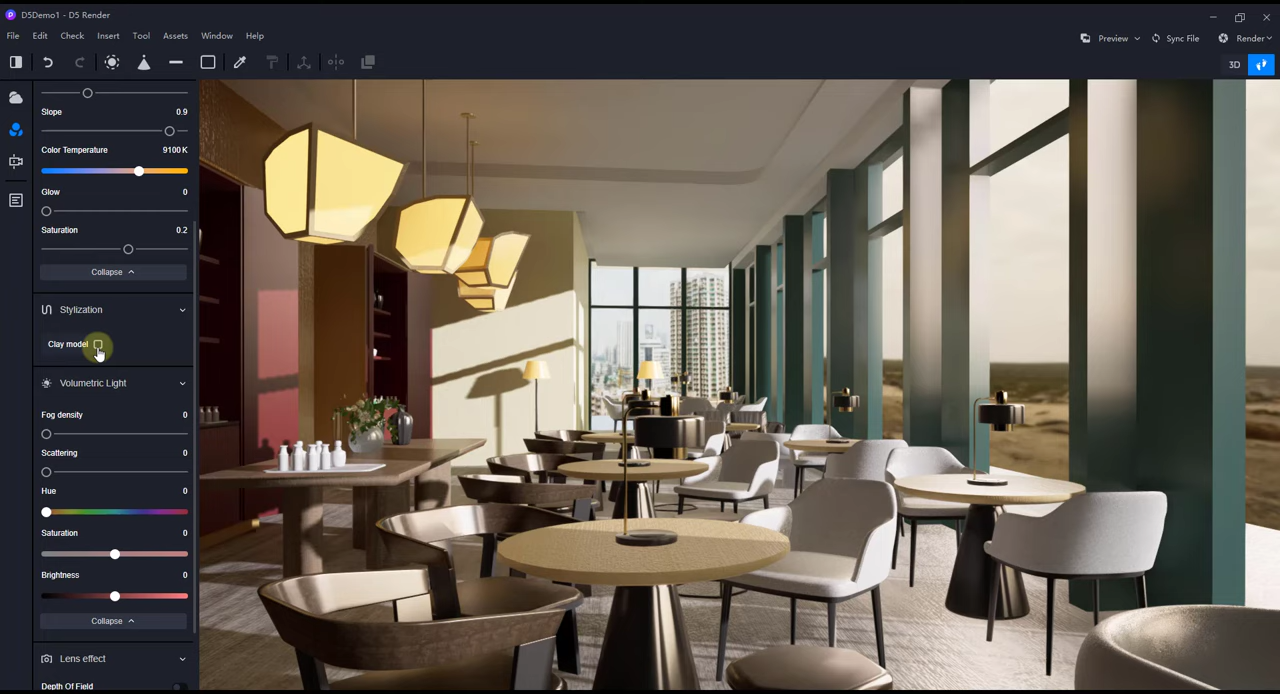 D5Demo1 - D5 Render
File Edit Check Insert Tool Assets Window Help
Preview Sync File Render
3D
Slope 0.9
Color Temperature 9100 K
Glow 0
Saturation 0.2
Collapse
Stylization
Clay model
Volumetric Light
Fog density 0
Scattering 0
Hue 0
Saturation 0
Brightness 0
Collapse
Lens effect
Depth Of Field